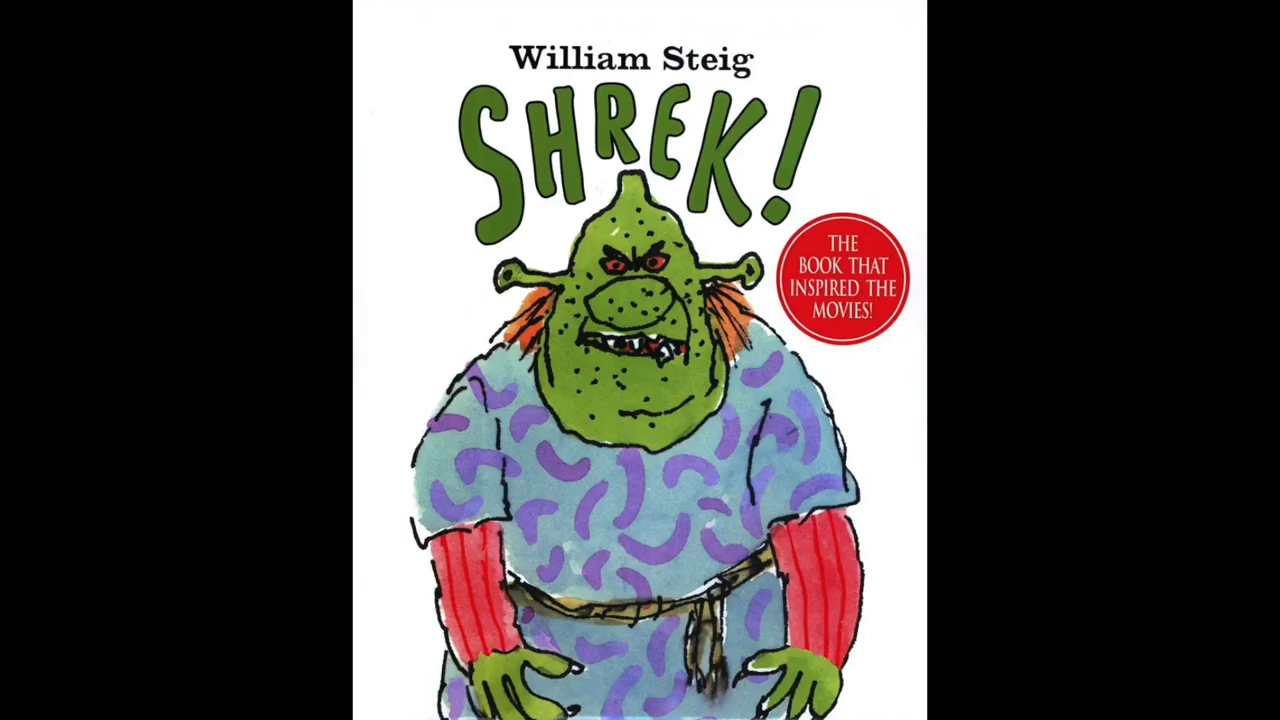 William Steig
SHREK!
THE
BOOK THAT
INSPIRED THE
MOVIES!